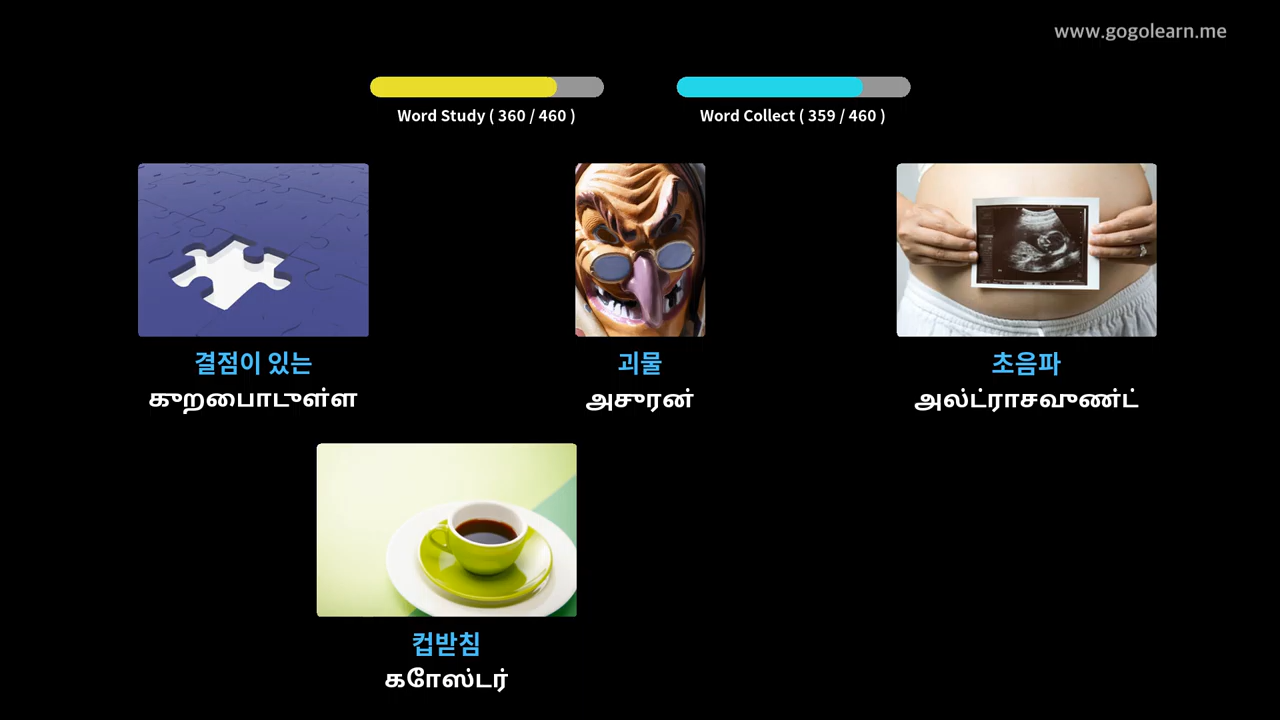 www.gogolearn.me
Word Study ( 360 / 460 )
Word Collect ( 359 / 460 )
결점이 있는
குறைபாடுள்ள
괴물
அசுரன்
초음파
அல்ட்ராசவுண்ட்
컵받침
கோஸ்டர்